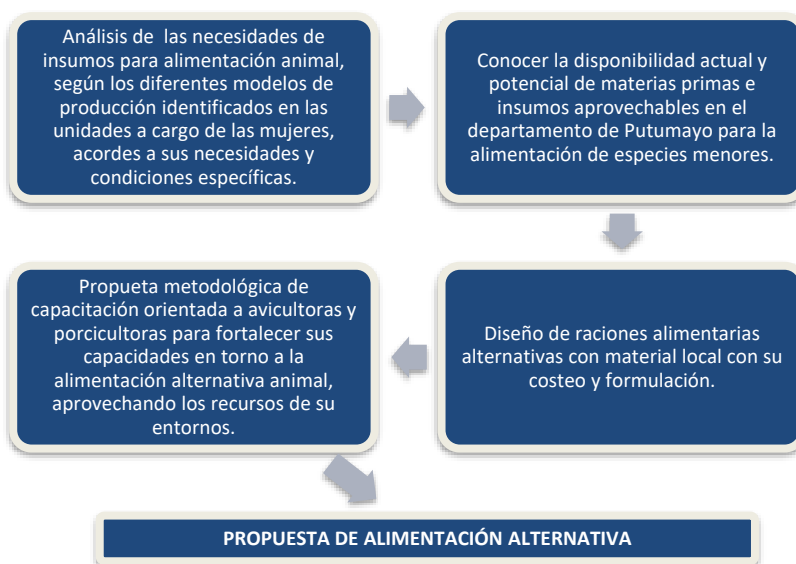 Análisis de las necesidades de
insumos para alimentación animal,
según los diferentes modelos de
producción identificados en las
unidades a cargo de las mujeres,
acordes a sus necesidades y
condiciones específicas.
Conocer la disponibilidad actual y
potencial de materias primas e
insumos aprovechables en el
departamento de Putumayo para la
alimentación de especies menores.
Diseño de raciones alimentarias
alternativas con material local con su
costeo y formulación.
Propueta metodológica de
capacitación orientada a avicultoras y
porcicultoras para fortalecer sus
capacidades en torno a la
alimentación alternativa animal,
aprovechando los recursos de su
entornos.
PROPUESTA DE ALIMENTACIÓN ALTERNATIVA